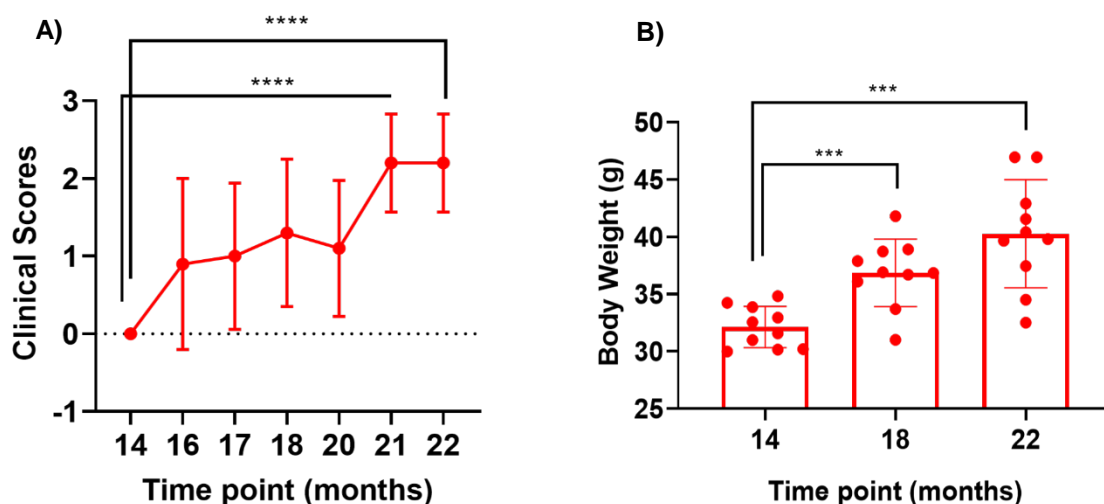 A)
****
****
Clinical Scores
3
2
1
0
-1
14 16 17 18 20 21 22
Time point (months)
B)
***
***
Body Weight (g)
50
45
40
35
30
25
14 18 22
Time point (months)